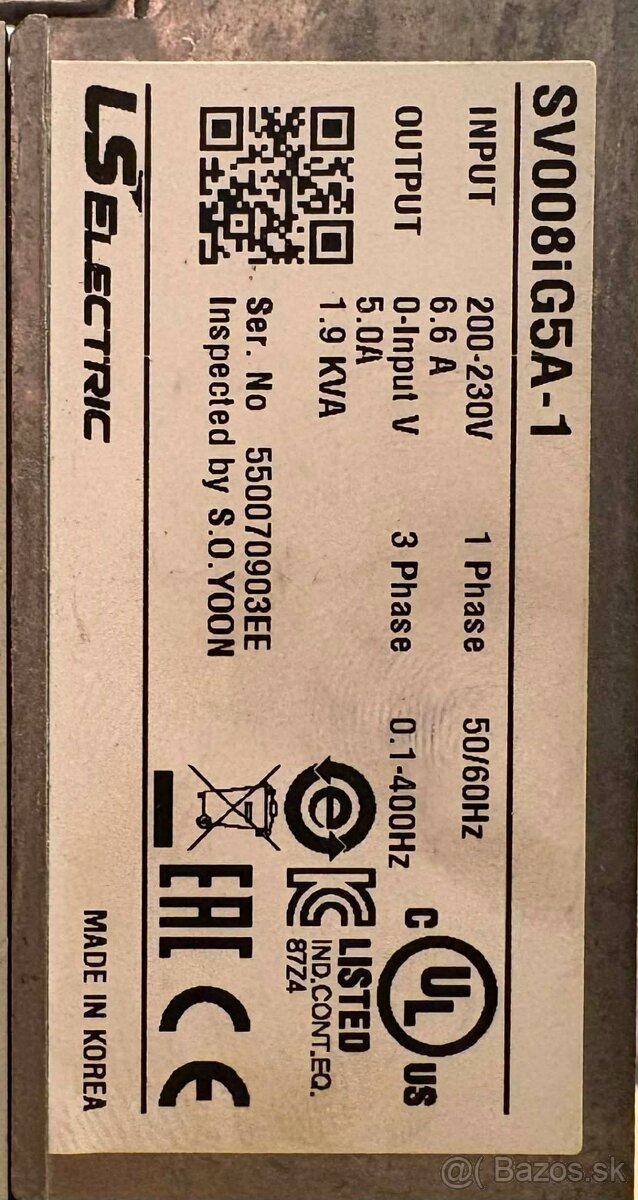 SV008iG5A-1
INPUT 200-230V 1 Phase 50/60Hz
6.6 A
OUTPUT 0-Input V 3 Phase 0.1-400Hz
5.0A
1.9 KVA
Ser. No 550070903EE
Inspected by S.O.YOON
C UL US
LISTED
IND.CONT.EQ.
87Z4
e
KC
EAC
CE
LS ELECTRIC
MADE IN KOREA
@( Bazos.sk